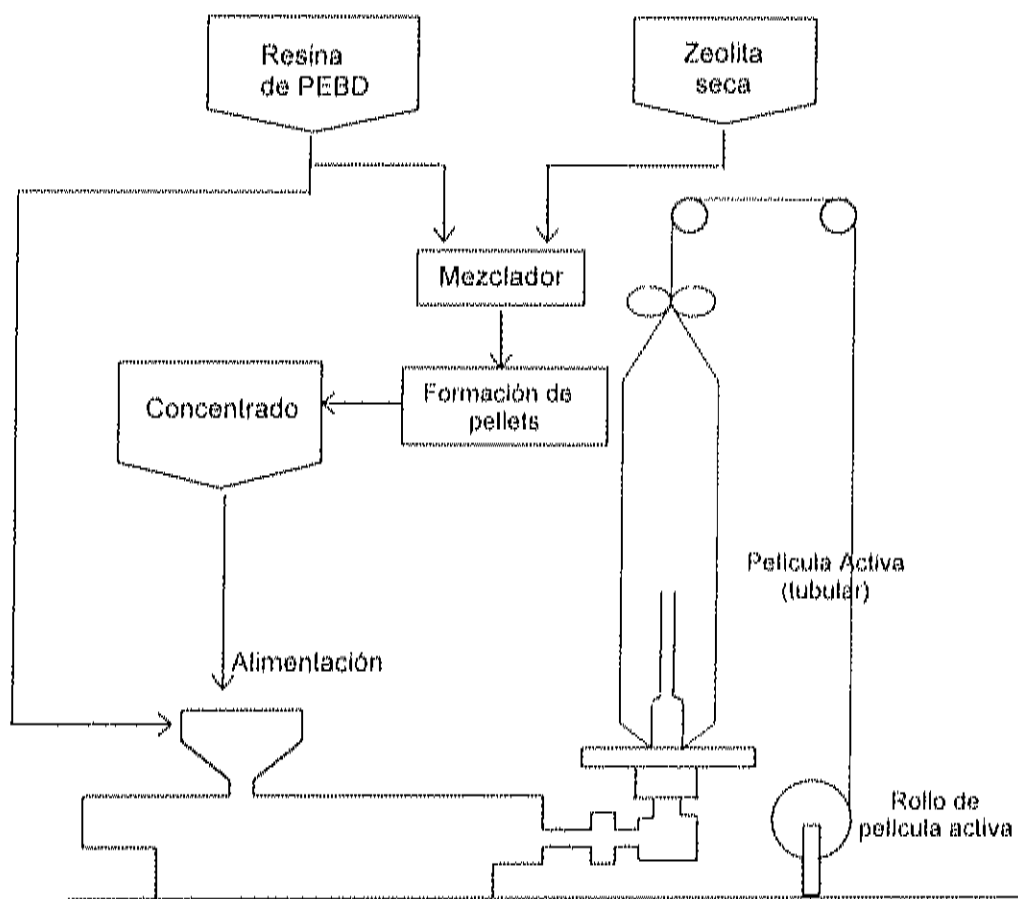 Resina
de PEBD
Zeolita
seca
Mezclador
Formación de
pellets
Concentrado
Película Activa
(tubular)
Alimentación
Rollo de
película activa